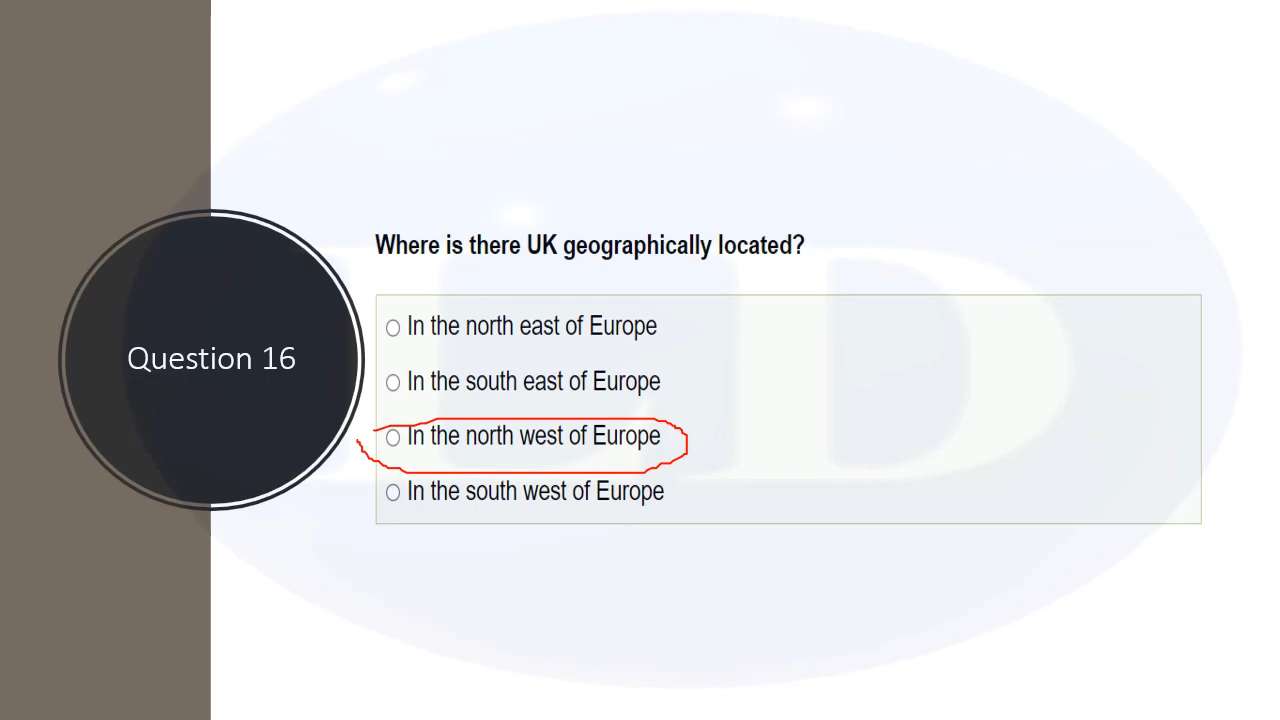 Question 16
Where is there UK geographically located?
In the north east of Europe
In the south east of Europe
In the north west of Europe
In the south west of Europe